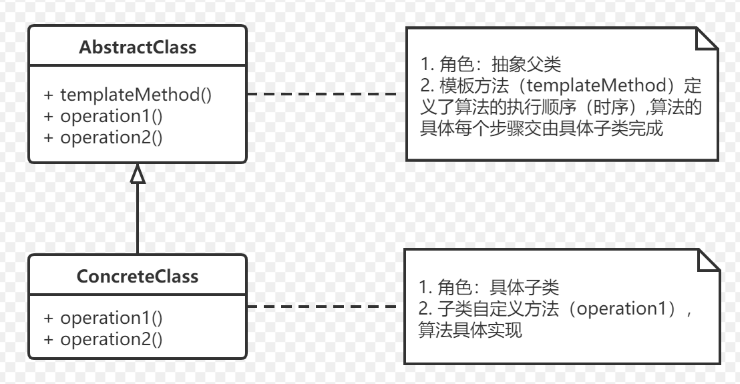 AbstractClass
+ templateMethod()
+ operation1()
+ operation2()
1. 角色：抽象父类
2. 模板方法（templateMethod）定
义了算法的执行顺序（时序）,算法的
具体每个步骤交由具体子类完成
ConcreteClass
+ operation1()
+ operation2()
1. 角色：具体子类
2. 子类自定义方法（operation1）,
算法具体实现